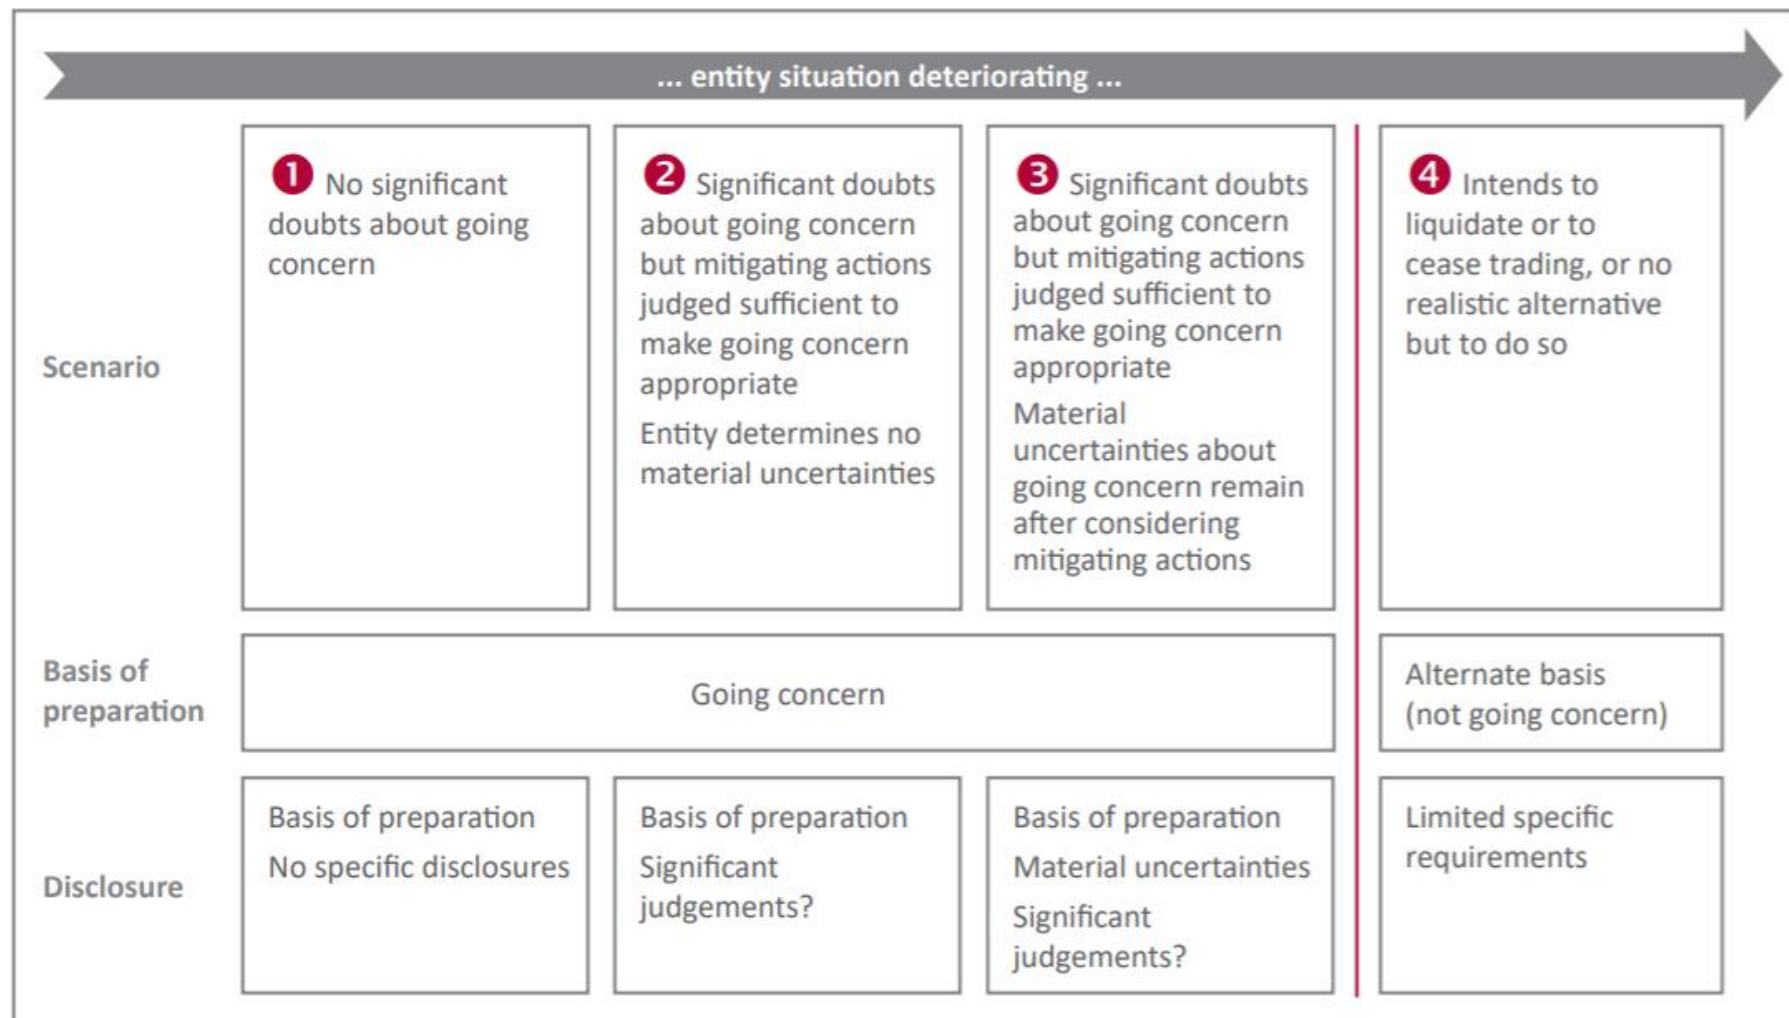 ... entity situation deteriorating ...
Scenario
❶ No significant
doubts about going
concern
❷ Significant doubts
about going concern
but mitigating actions
judged sufficient to
make going concern
appropriate
Entity determines no
material uncertainties
❸ Significant doubts
about going concern
but mitigating actions
judged sufficient to
make going concern
appropriate
Material
uncertainties about
going concern remain
after considering
mitigating actions
❹ Intends to
liquidate or to
cease trading, or no
realistic alternative
but to do so
Basis of
preparation
Going concern
Alternate basis
(not going concern)
Disclosure
Basis of preparation
No specific disclosures
Basis of preparation
Significant
judgements?
Basis of preparation
Material uncertainties
Significant
judgements?
Limited specific
requirements